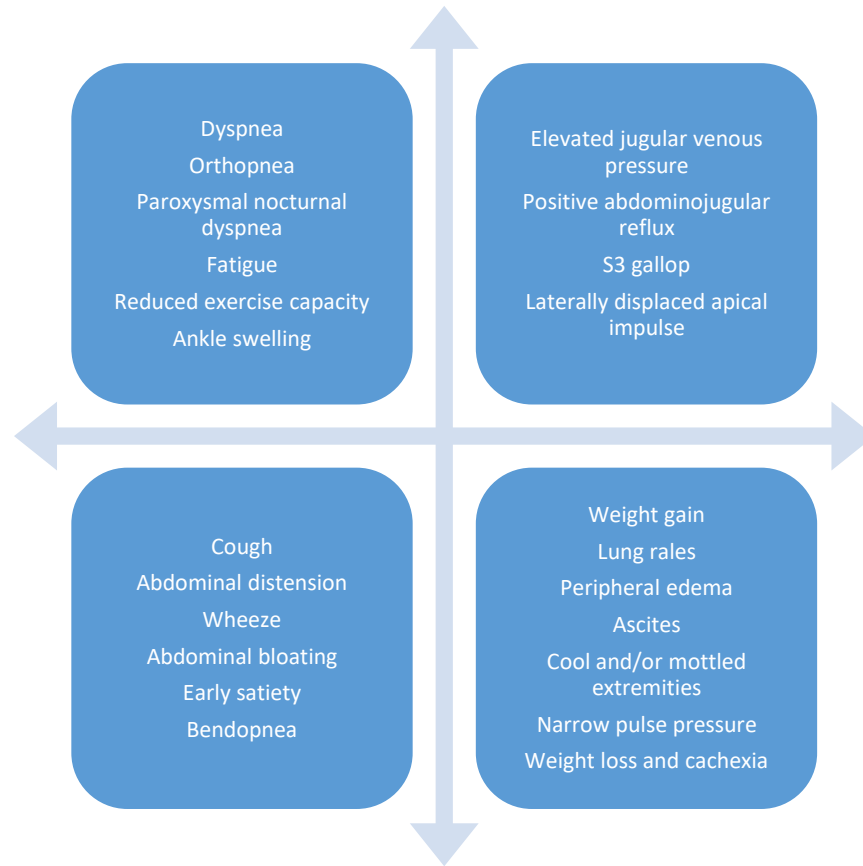 Dyspnea
Orthopnea
Paroxysmal nocturnal
dyspnea
Fatigue
Reduced exercise capacity
Ankle swelling
Elevated jugular venous
pressure
Positive abdominojugular
reflux
S3 gallop
Laterally displaced apical
impulse
Cough
Abdominal distension
Wheeze
Abdominal bloating
Early satiety
Bendopnea
Weight gain
Lung rales
Peripheral edema
Ascites
Cool and/or mottled
extremities
Narrow pulse pressure
Weight loss and cachexia